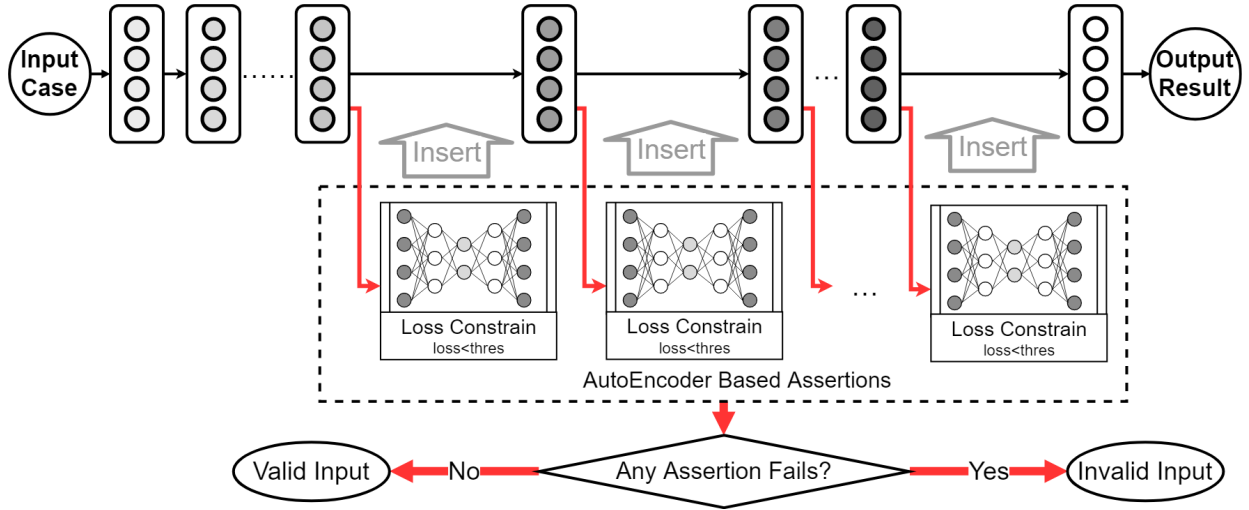 Input
Case
......
...
Output
Result
Insert
Insert
Insert
...
Loss Constrain
loss<thres
Loss Constrain
loss<thres
Loss Constrain
loss<thres
AutoEncoder Based Assertions
Valid Input
No
Any Assertion Fails?
Yes
Invalid Input